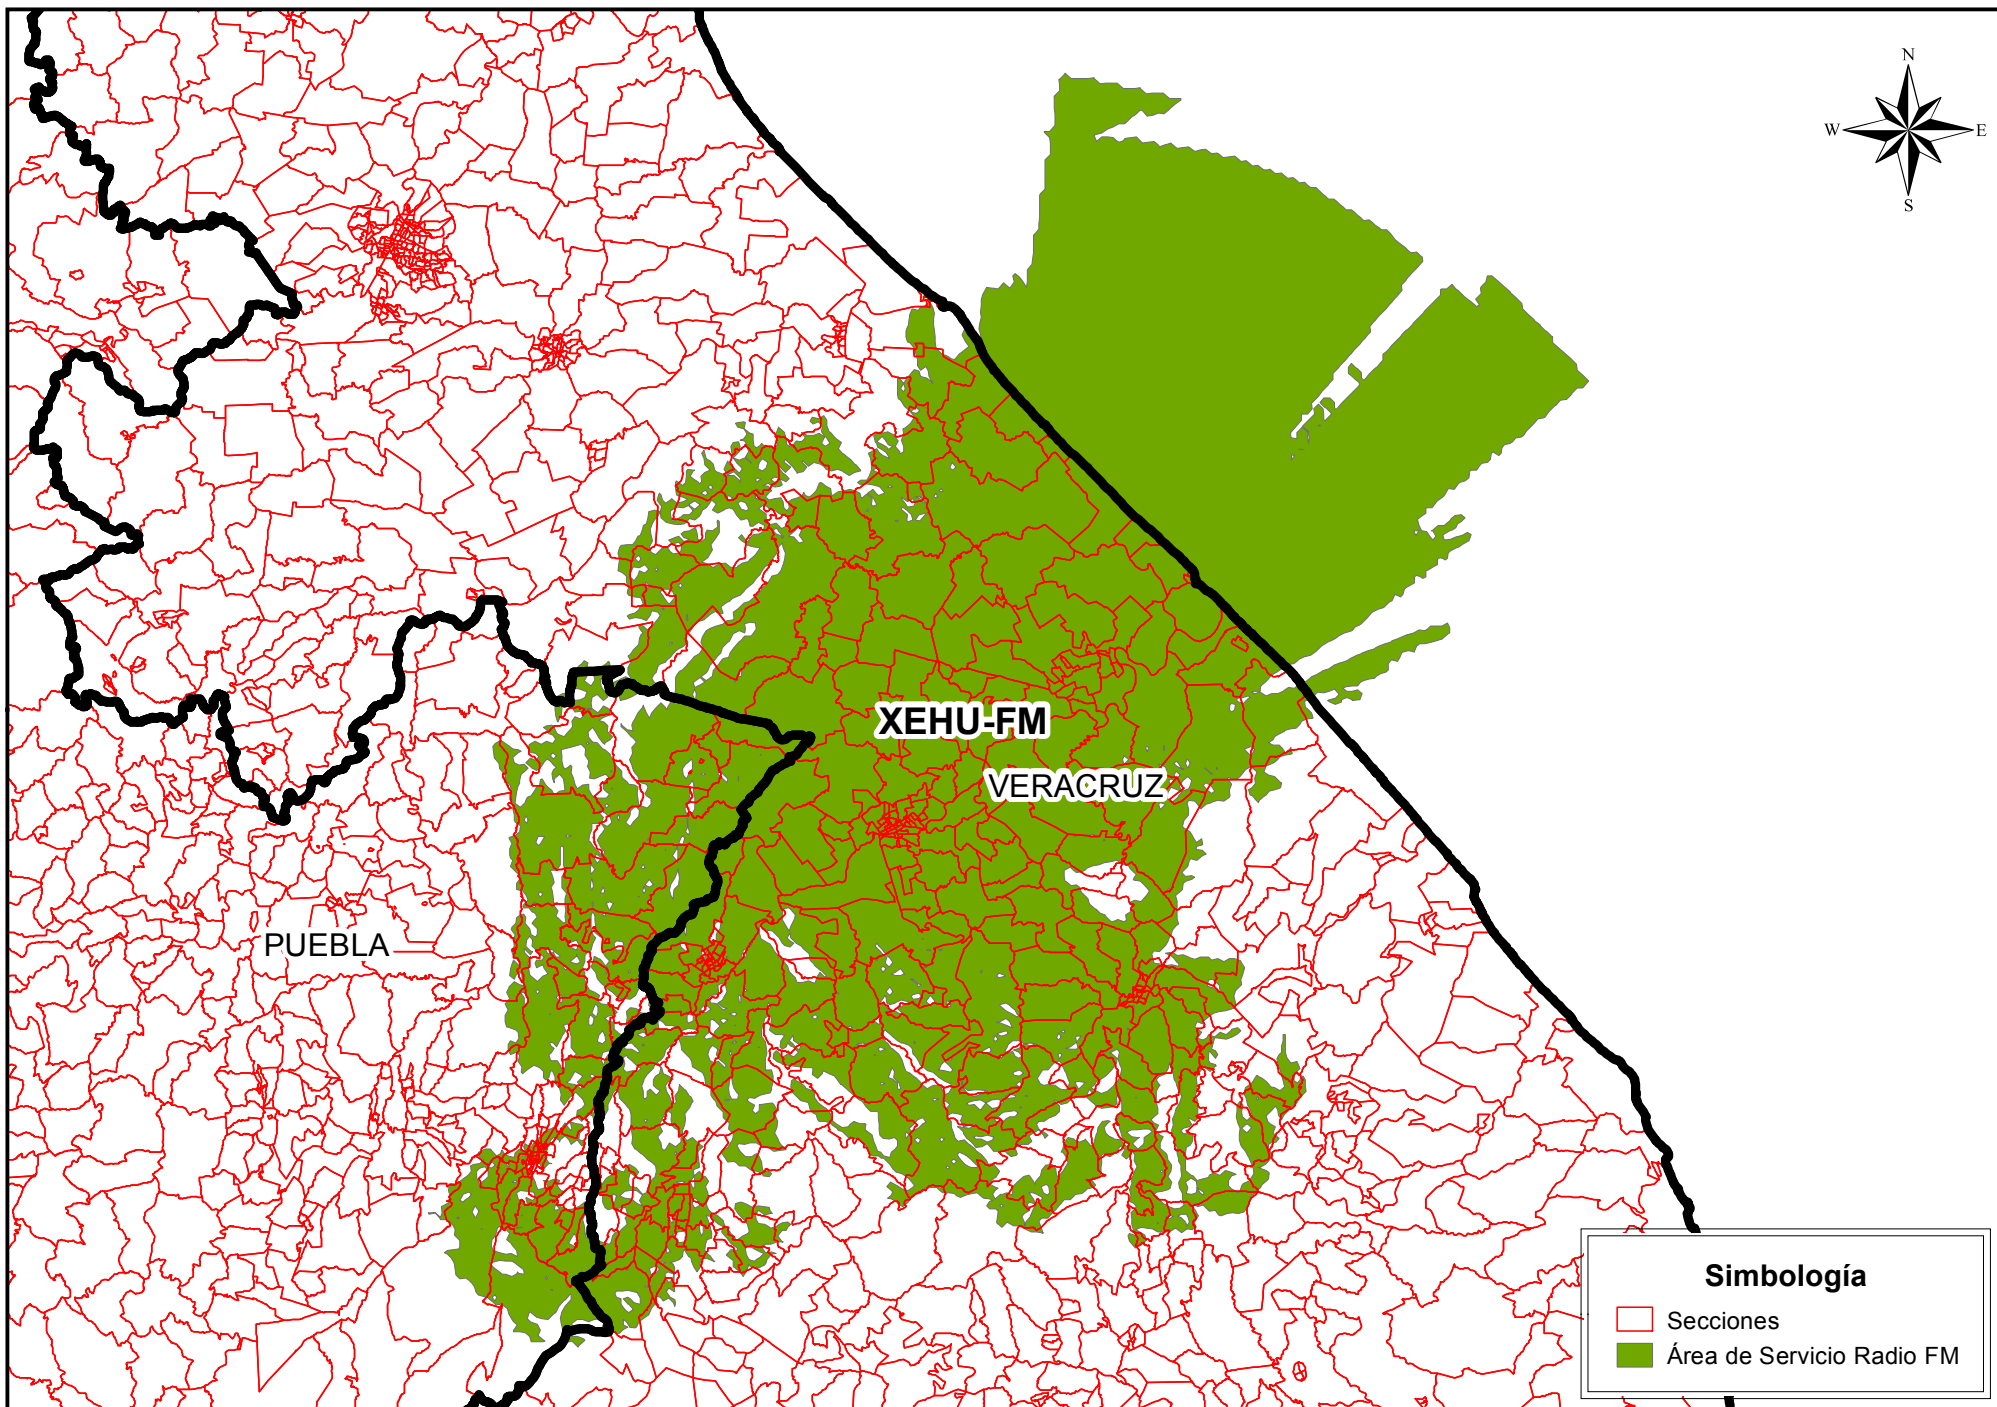 N
W E
S
XEHU-FM
VERACRUZ
PUEBLA
Simbología
Secciones
Área de Servicio Radio FM